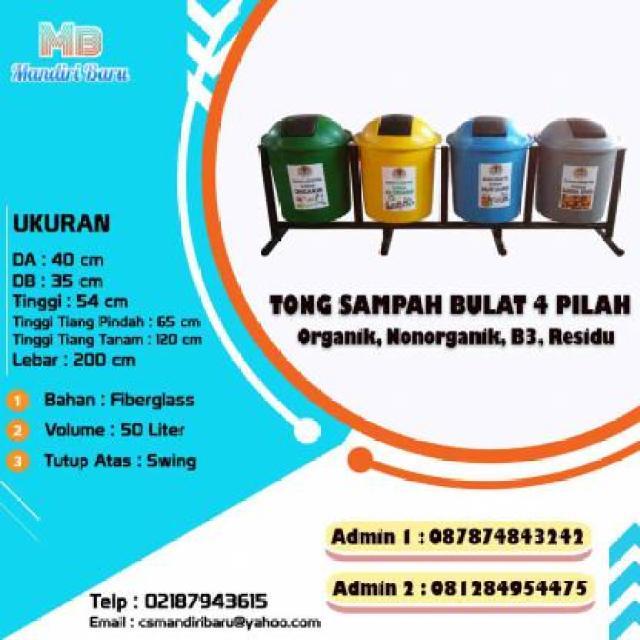 MB
Mandiri Baru
UKURAN
DA : 40 cm
DB : 35 cm
Tinggi : 54 cm
Tinggi Tiang Pindah : 65 cm
Tinggi Tiang Tanam : 120 cm
Lebar : 200 cm
1 Bahan : Fiberglass
2 Volume : 50 Liter
3 Tutup Atas : Swing
ORGANIK
TONG SAMPAH BULAT 4 PILAH
Organik, Nonorganik, B3, Residu
Admin 1 : 087874843242
Admin 2 : 081284954475
Telp : 02187943615
Email : csmandiribaru@yahoo.com